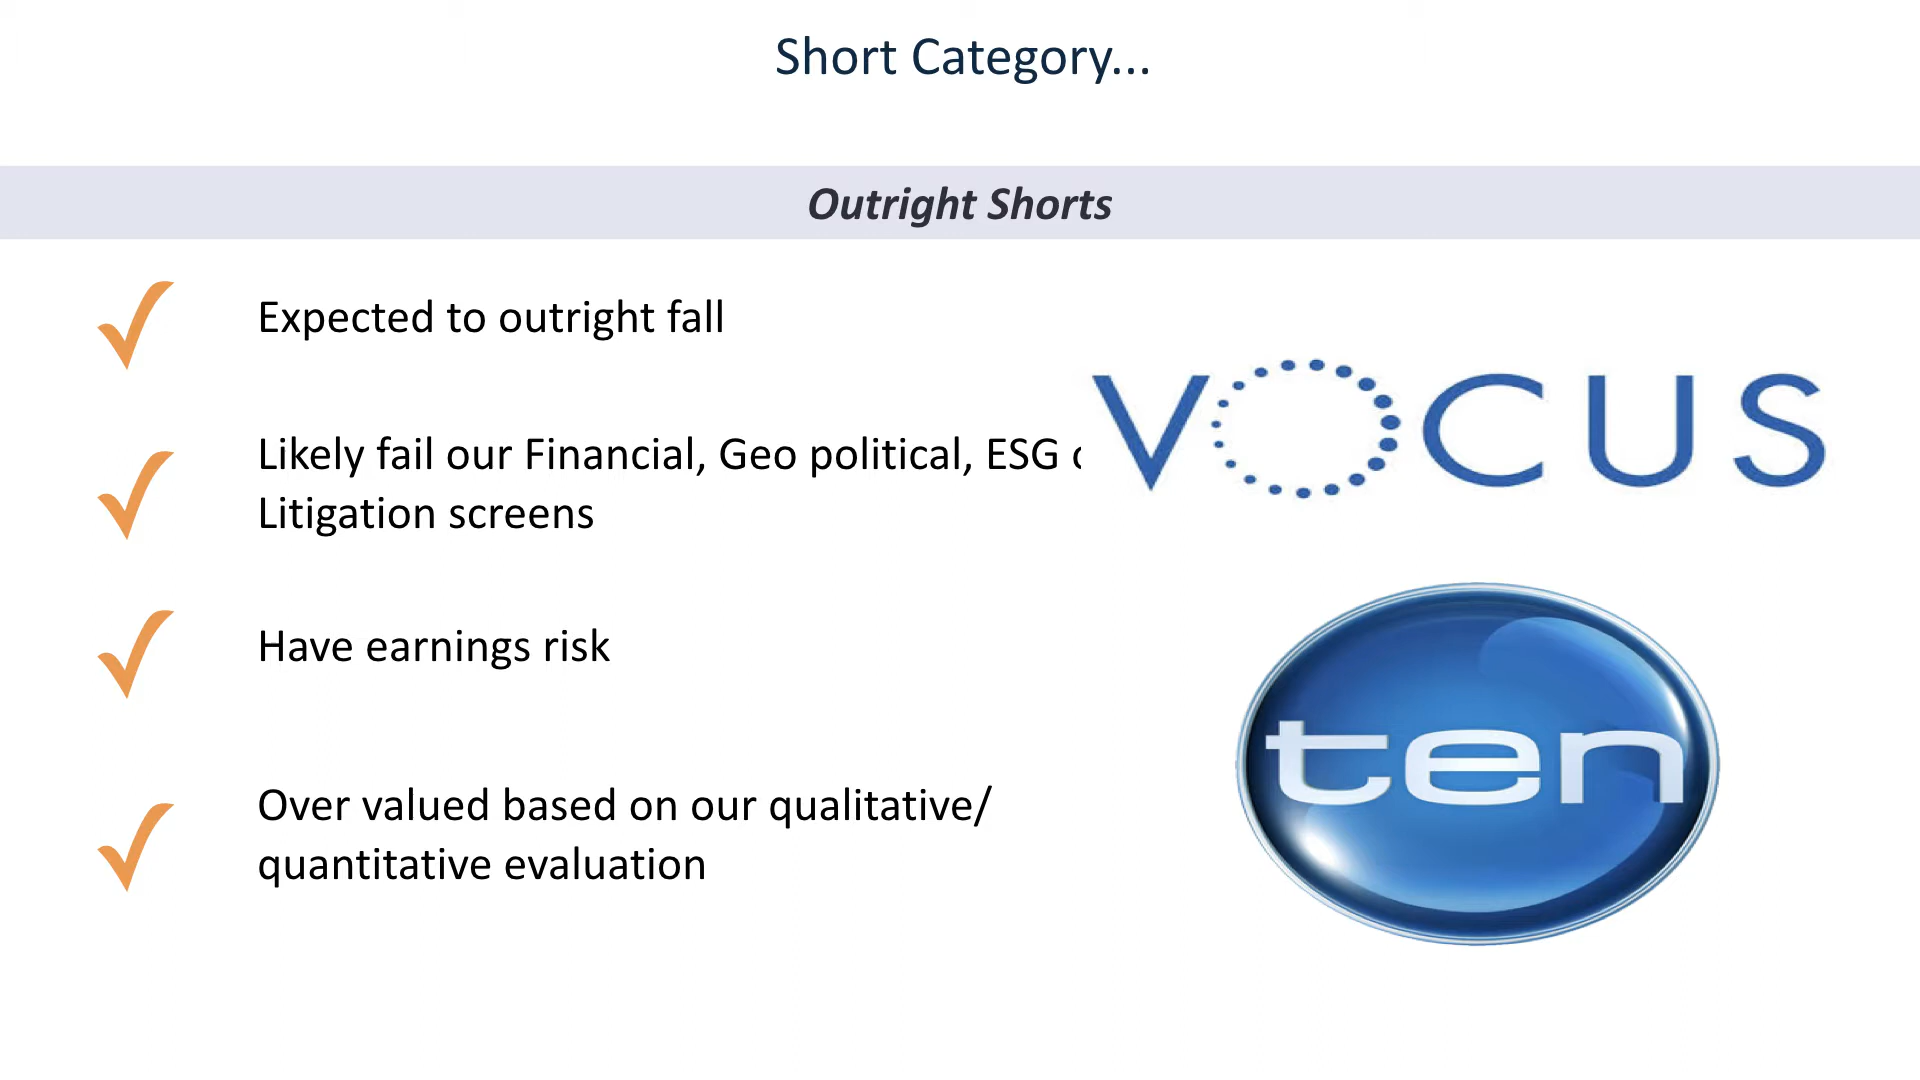 Short Category...
Outright Shorts
Expected to outright fall
Likely fail our Financial, Geo political, ESG
Litigation screens
Have earnings risk
Over valued based on our qualitative/
quantitative evaluation
VOCUS
ten